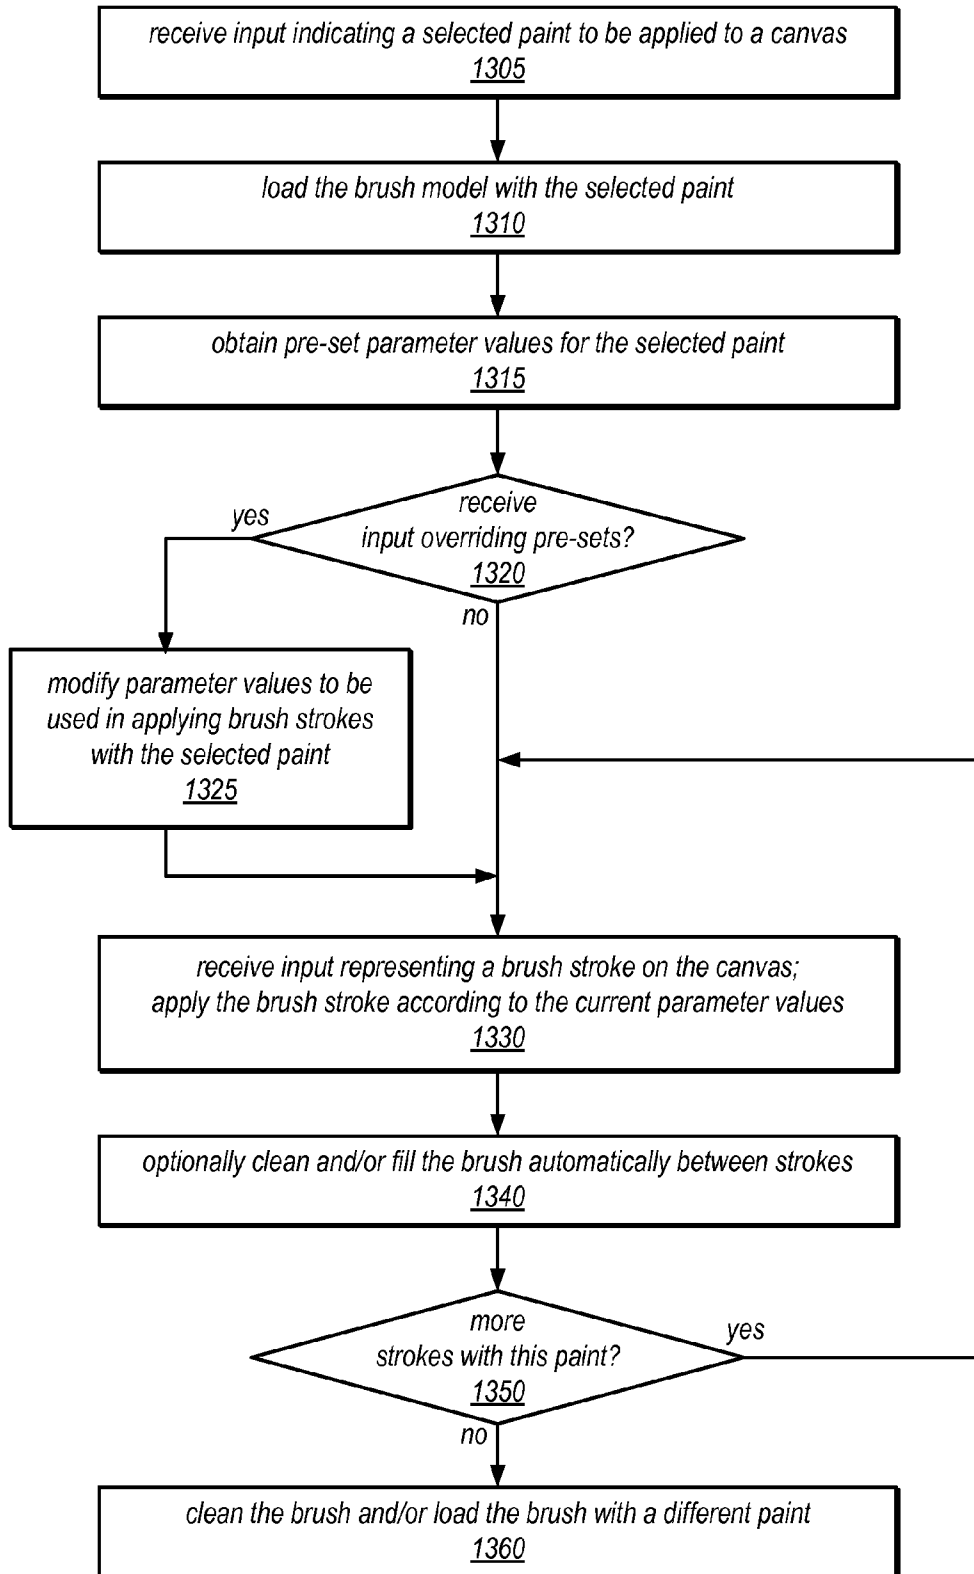 receive input indicating a selected paint to be applied to a canvas
1305
load the brush model with the selected paint
1310
obtain pre-set parameter values for the selected paint
1315
receive
input overriding pre-sets?
1320
yes
no
modify parameter values to be
used in applying brush strokes
with the selected paint
1325
receive input representing a brush stroke on the canvas;
apply the brush stroke according to the current parameter values
1330
optionally clean and/or fill the brush automatically between strokes
1340
more
strokes with this paint?
1350
yes
no
clean the brush and/or load the brush with a different paint
1360